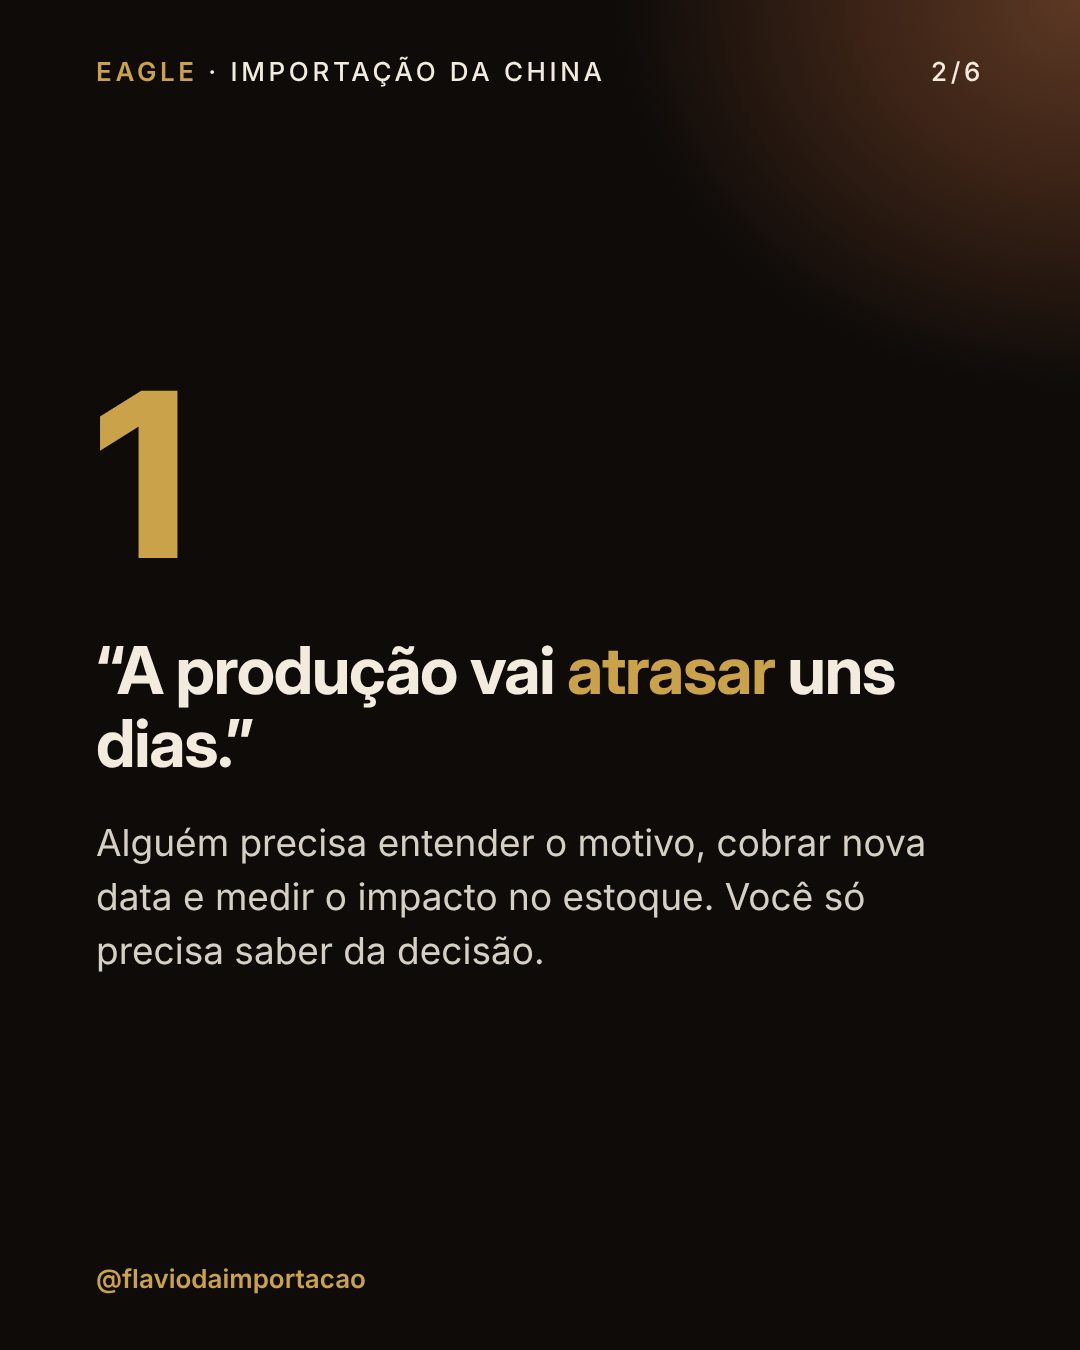 EAGLE · IMPORTAÇÃO DA CHINA
2/6
1
“A produção vai atrasar uns
dias.”
Alguém precisa entender o motivo, cobrar nova
data e medir o impacto no estoque. Você só
precisa saber da decisão.
@flaviodaimportacao